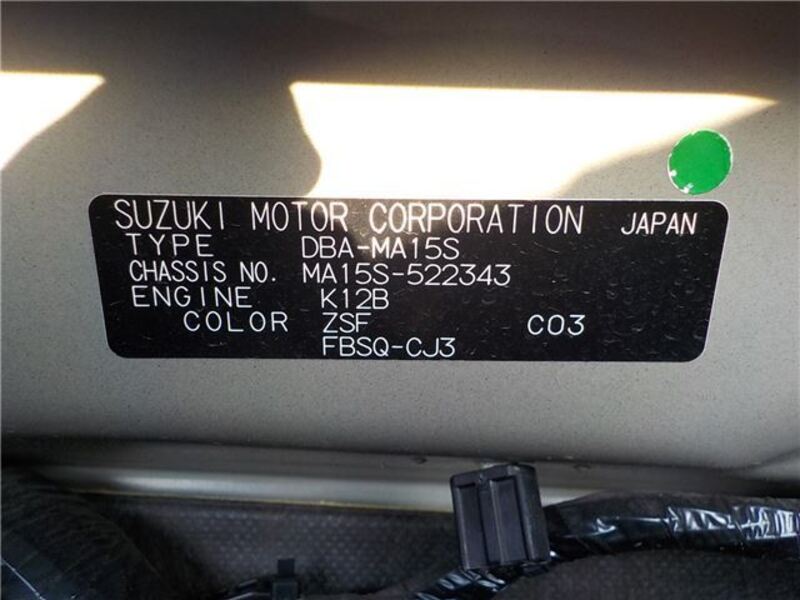 SUZUKI MOTOR CORPORATION JAPAN
TYPE DBA-MA15S
CHASSIS NO. MA15S-522343
ENGINE K12B
COLOR ZSF C03
FBSQ-CJ3